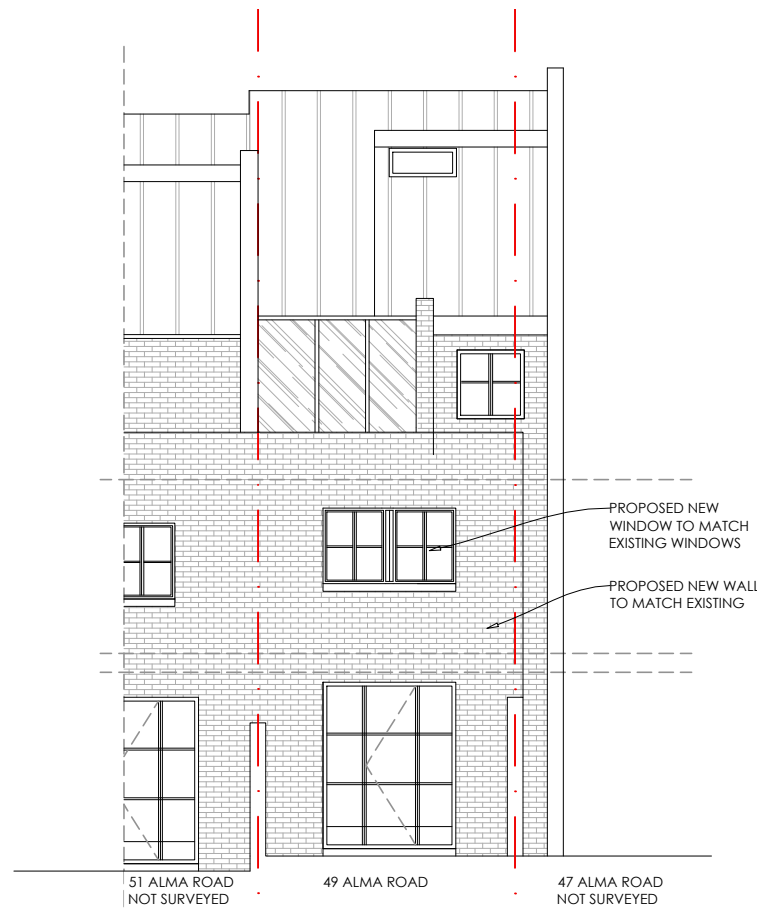 PROPOSED NEW
WINDOW TO MATCH
EXISTING WINDOWS
PROPOSED NEW WALL
TO MATCH EXISTING
51 ALMA ROAD
NOT SURVEYED
49 ALMA ROAD
47 ALMA ROAD
NOT SURVEYED